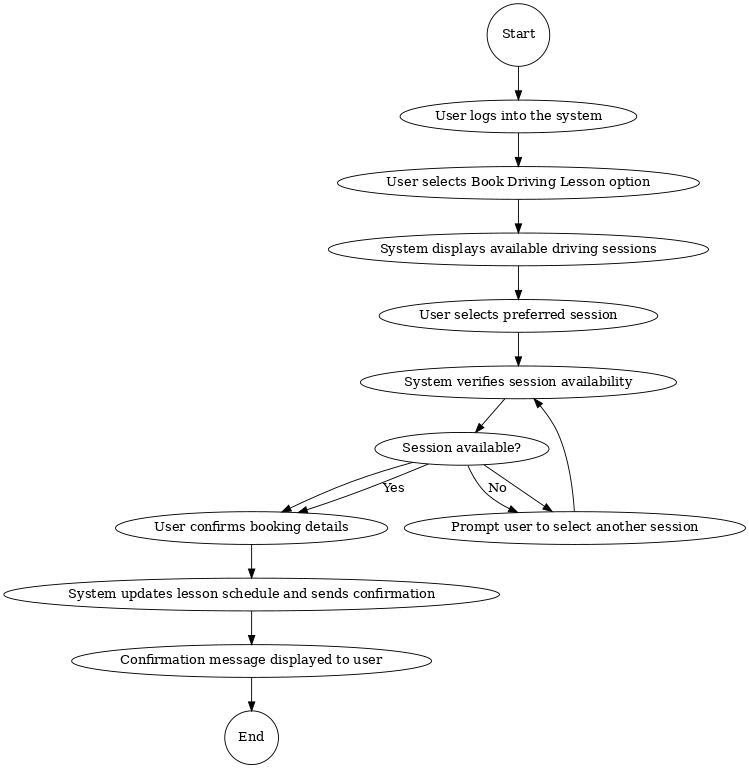 Start
User logs into the system
User selects Book Driving Lesson option
System displays available driving sessions
User selects preferred session
System verifies session availability
Session available?
Yes
No
User confirms booking details
Prompt user to select another session
System updates lesson schedule and sends confirmation
Confirmation message displayed to user
End